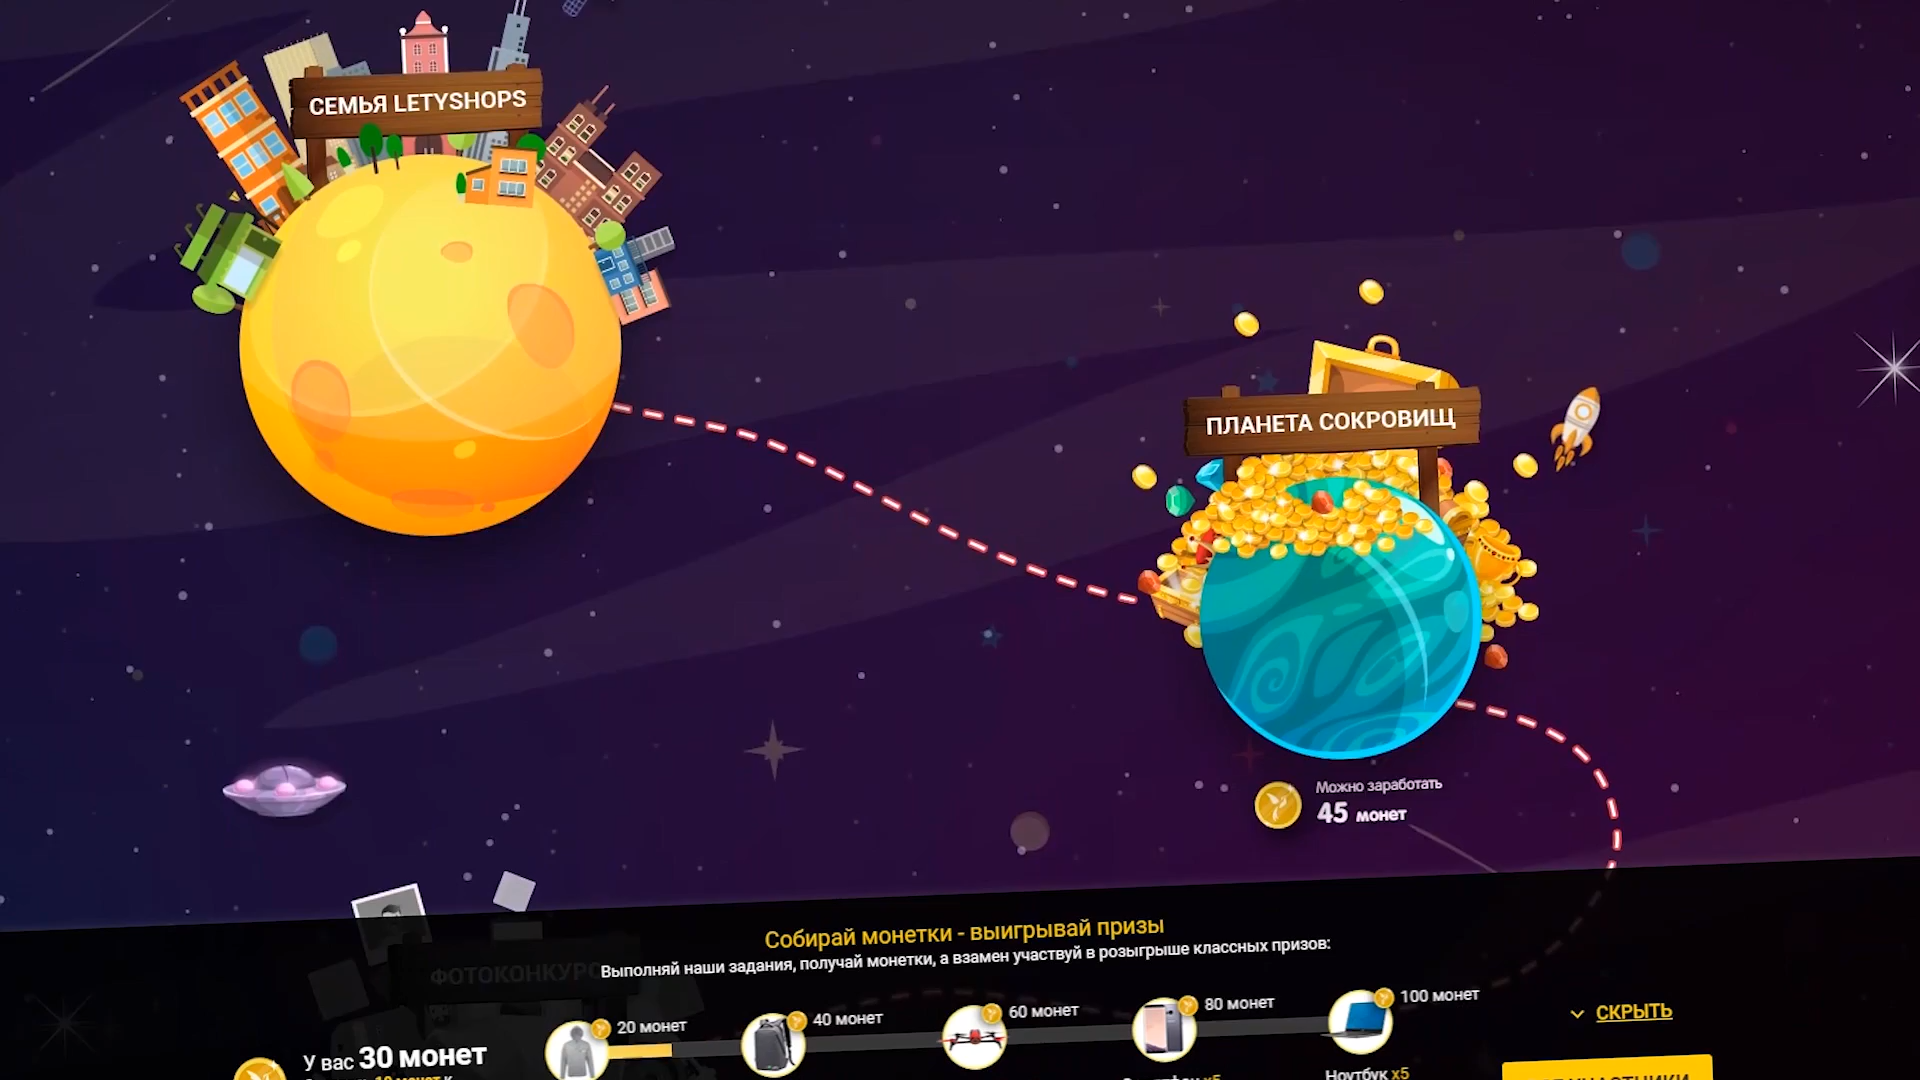 СЕМЬЯ LETYSHOPS
ПЛАНЕТА СОКРОВИЩ
Можно заработать
45 монет
Собирай монетки - выигрывай призы
Выполняй наши задания, получай монетки, а взамен участвуй в розыгрыше классных призов:
ФОТОКОНКУРС
20 монет
40 монет
60 монет
80 монет
100 монет
СКРЫТЬ
У вас 30 монет
x5
Ноутбук x5